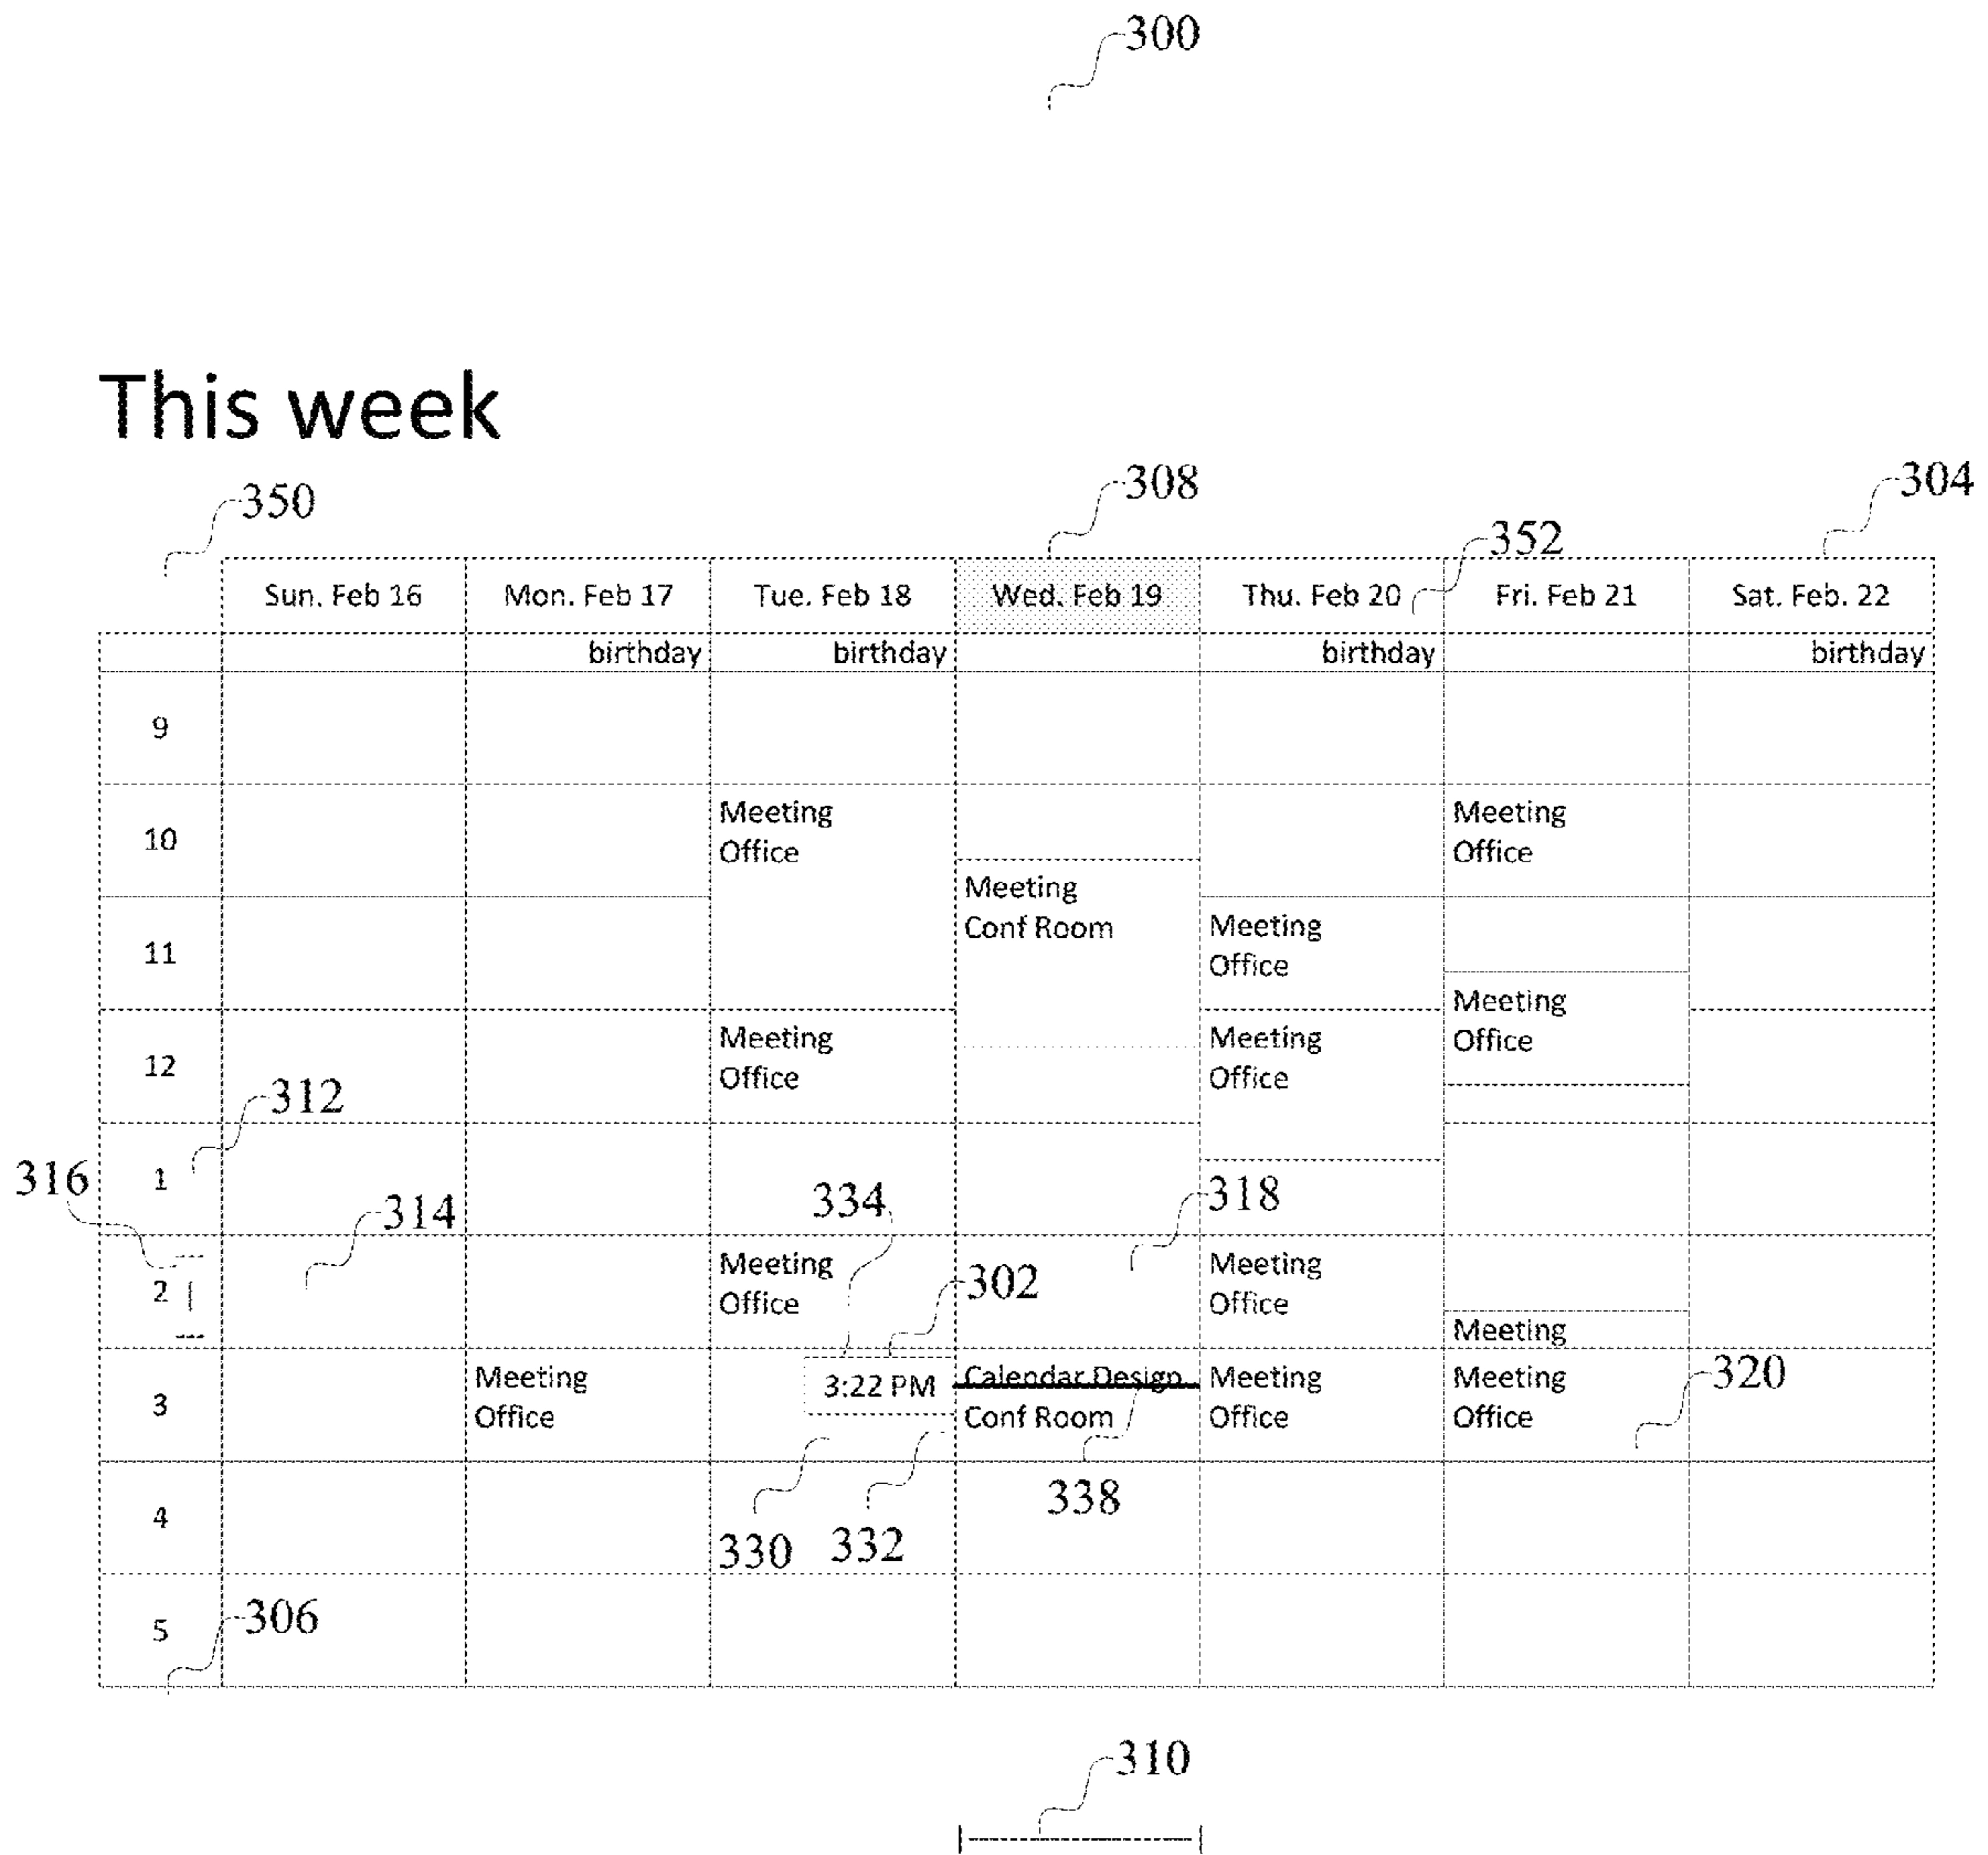 300
This week
350
308
304
352
Sun. Feb 16
Mon. Feb 17
Tue. Feb 18
Wed. Feb 19
Thu. Feb 20
Fri. Feb 21
Sat. Feb. 22
birthday
birthday
birthday
birthday
9
10
Meeting
Office
Meeting
Office
Meeting
Conf Room
11
Meeting
Office
Meeting
Office
12
Meeting
Office
Meeting
Office
312
1
316
314
334
318
2
Meeting
Office
302
Meeting
Office
Meeting
3
Meeting
Office
3:22 PM
Calendar Design
Conf Room
Meeting
Office
Meeting
Office
320
338
4
330
332
306
5
310